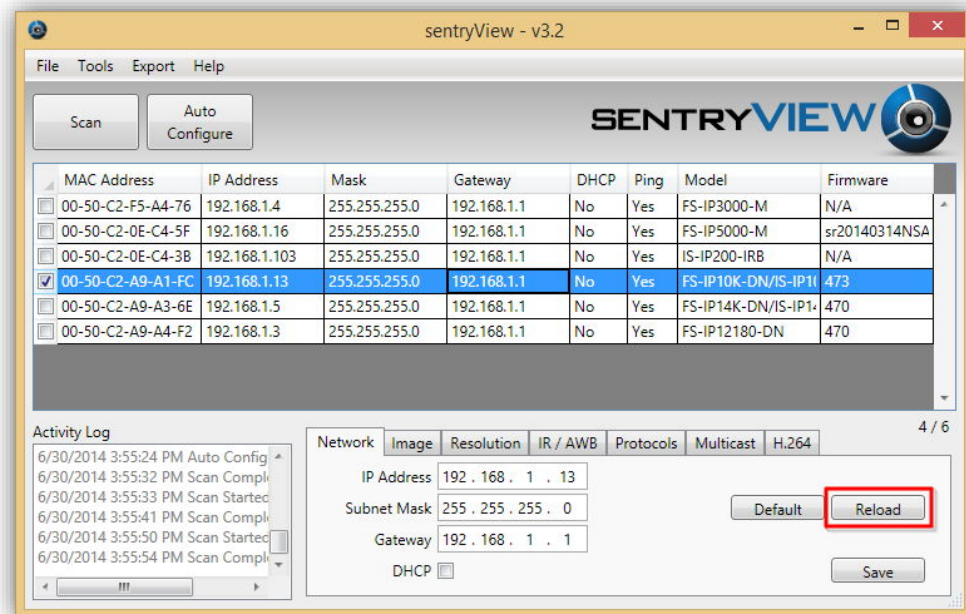 sentryView - v3.2
File Tools Export Help
Scan
Auto
Configure
SENTRYVIEW
MAC Address IP Address Mask Gateway DHCP Ping Model Firmware
00-50-C2-F5-A4-76 192.168.1.4 255.255.255.0 192.168.1.1 No Yes FS-IP3000-M N/A
00-50-C2-0E-C4-5F 192.168.1.16 255.255.255.0 192.168.1.1 No Yes FS-IP5000-M sr20140314NSA
00-50-C2-0E-C4-3B 192.168.1.103 255.255.255.0 192.168.1.1 No Yes IS-IP200-IRB N/A
00-50-C2-A9-A1-FC 192.168.1.13 255.255.255.0 192.168.1.1 No Yes FS-IP10K-DN/IS-IP1( 473
00-50-C2-A9-A3-6E 192.168.1.5 255.255.255.0 192.168.1.1 No Yes FS-IP14K-DN/IS-IP14 470
00-50-C2-A9-A4-F2 192.168.1.3 255.255.255.0 192.168.1.1 No Yes FS-IP12180-DN 470
4 / 6
Activity Log
6/30/2014 3:55:24 PM Auto Config
6/30/2014 3:55:32 PM Scan Compl
6/30/2014 3:55:33 PM Scan Started
6/30/2014 3:55:41 PM Scan Compl
6/30/2014 3:55:50 PM Scan Started
6/30/2014 3:55:54 PM Scan Compl
Network Image Resolution IR / AWB Protocols Multicast H.264
IP Address 192 . 168 . 1 . 13
Subnet Mask 255 . 255 . 255 . 0
Gateway 192 . 168 . 1 . 1
DHCP
Default Reload
Save